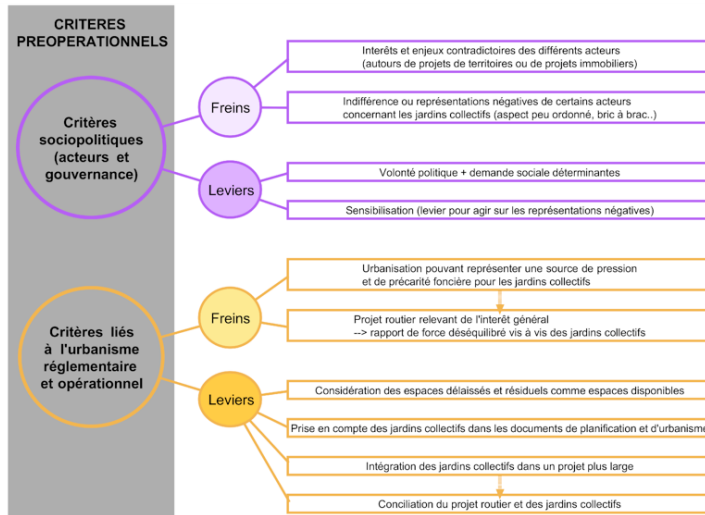 CRITERES
PREOPERATIONNELS
Critères
sociopolitiques
(acteurs et
gouvernance)
Freins
Interêts et enjeux contradictoires des différents acteurs
(autours de projets de territoires ou de projets immobiliers)
Indifférence ou représentations négatives de certains acteurs
concernant les jardins collectifs (aspect peu ordonné, bric à brac..)
Leviers
Volonté politique + demande sociale déterminantes
Sensibilisation (levier pour agir sur les représentations négatives)
Critères liés
à l'urbanisme
réglementaire
et opérationnel
Freins
Urbanisation pouvant représenter une source de pression
et de précarité foncière pour les jardins collectifs
Projet routier relevant de l'interêt général
--> rapport de force déséquilibré vis à vis des jardins collectifs
Leviers
Considération des espaces délaissés et résiduels comme espaces disponibles
Prise en compte des jardins collectifs dans les documents de planification et d'urbanisme
Intégration des jardins collectifs dans un projet plus large
Conciliation du projet routier et des jardins collectifs